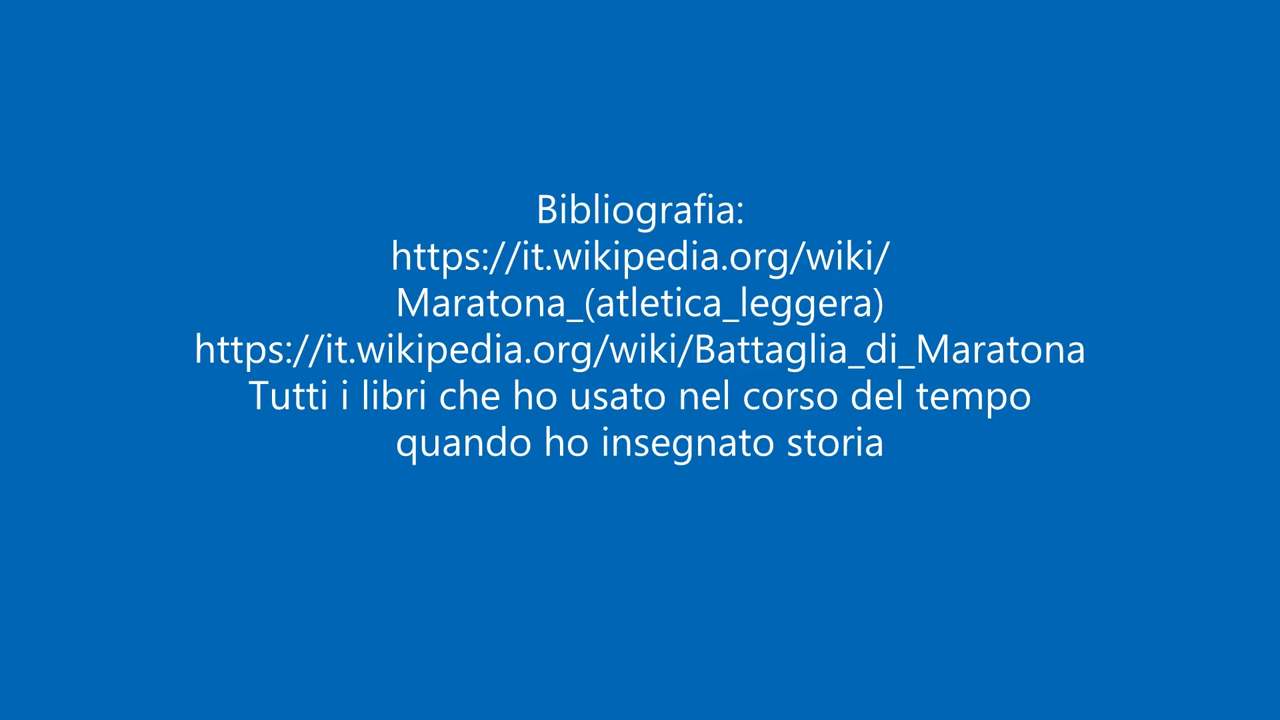 Bibliografia:
https://it.wikipedia.org/wiki/
Maratona_(atletica_leggera)
https://it.wikipedia.org/wiki/Battaglia_di_Maratona
Tutti i libri che ho usato nel corso del tempo
quando ho insegnato storia